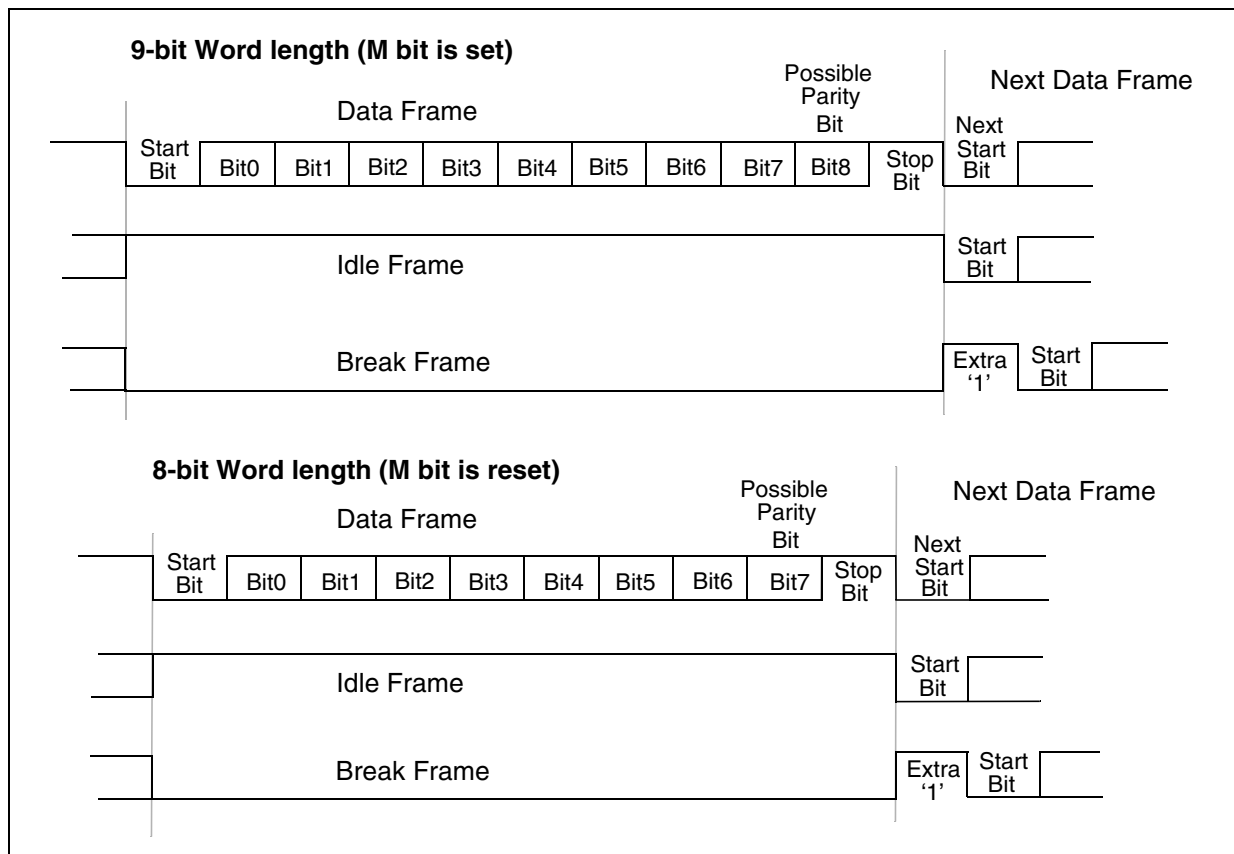 9-bit Word length (M bit is set)
Possible
Parity
Bit
Next Data Frame
Data Frame
Next
Start
Bit
Start
Bit
Bit0 Bit1 Bit2 Bit3 Bit4 Bit5 Bit6 Bit7 Bit8
Stop
Bit
Idle Frame
Start
Bit
Break Frame
Extra
‘1’
Start
Bit
8-bit Word length (M bit is reset)
Possible
Parity
Bit
Next Data Frame
Data Frame
Next
Start
Bit
Start
Bit
Bit0 Bit1 Bit2 Bit3 Bit4 Bit5 Bit6 Bit7
Stop
Bit
Idle Frame
Start
Bit
Break Frame
Extra
‘1’
Start
Bit